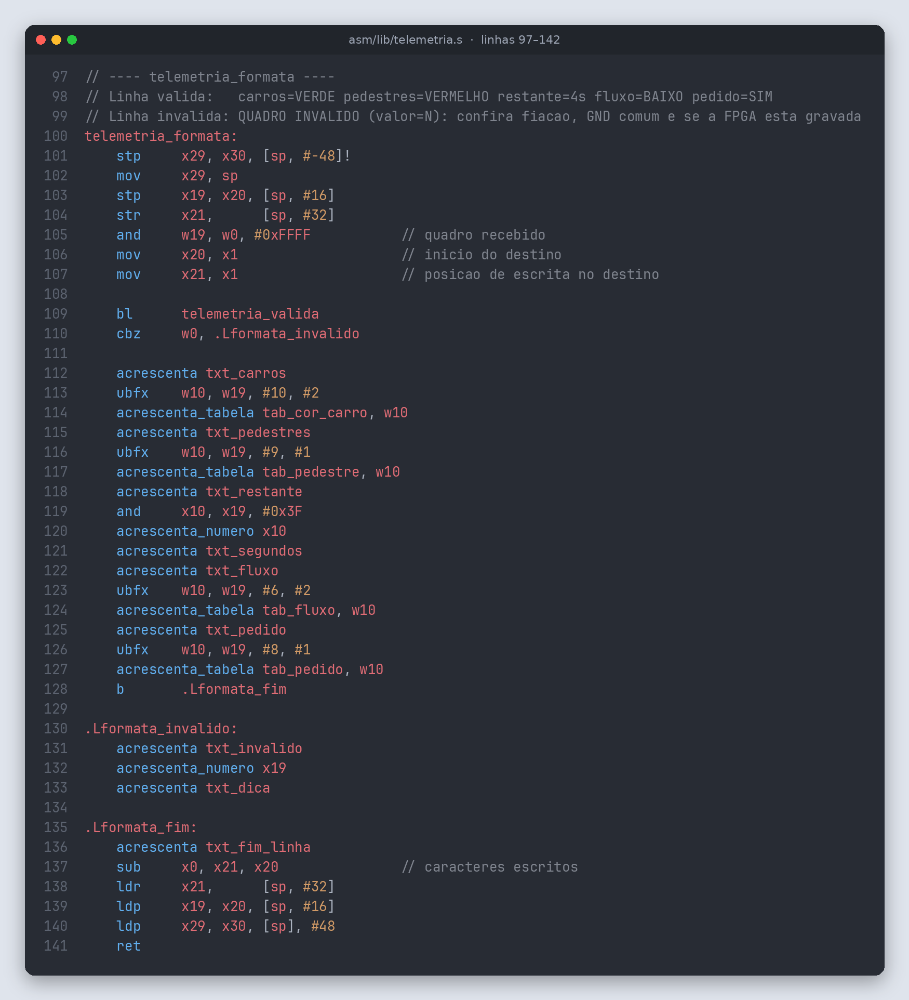 asm/lib/telemetria.s · linhas 97–142
97 // ---- telemetria_formata ----
98 // Linha valida:   carros=VERDE pedestres=VERMELHO restante=4s fluxo=BAIXO pedido=SIM
99 // Linha invalida: QUADRO INVALIDO (valor=N): confira fiacao, GND comum e se a FPGA esta gravada
100 telemetria_formata:
101     stp     x29, x30, [sp, #-48]!
102     mov     x29, sp
103     stp     x19, x20, [sp, #16]
104     str     x21,      [sp, #32]
105     and     w19, w0, #0xFFFF           // quadro recebido
106     mov     x20, x1                    // inicio do destino
107     mov     x21, x1                    // posicao de escrita no destino
108
109     bl      telemetria_valida
110     cbz     w0, .Lformata_invalido
111
112     acrescenta txt_carros
113     ubfx    w10, w19, #10, #2
114     acrescenta_tabela tab_cor_carro, w10
115     acrescenta txt_pedestres
116     ubfx    w10, w19, #9, #1
117     acrescenta_tabela tab_pedestre, w10
118     acrescenta txt_restante
119     and     x10, x19, #0x3F
120     acrescenta_numero x10
121     acrescenta txt_segundos
122     acrescenta txt_fluxo
123     ubfx    w10, w19, #6, #2
124     acrescenta_tabela tab_fluxo, w10
125     acrescenta txt_pedido
126     ubfx    w10, w19, #8, #1
127     acrescenta_tabela tab_pedido, w10
128     b       .Lformata_fim
129
130 .Lformata_invalido:
131     acrescenta txt_invalido
132     acrescenta_numero x19
133     acrescenta txt_dica
134
135 .Lformata_fim:
136     acrescenta txt_fim_linha
137     sub     x0, x21, x20               // caracteres escritos
138     ldr     x21,      [sp, #32]
139     ldp     x19, x20, [sp, #16]
140     ldp     x29, x30, [sp], #48
141     ret